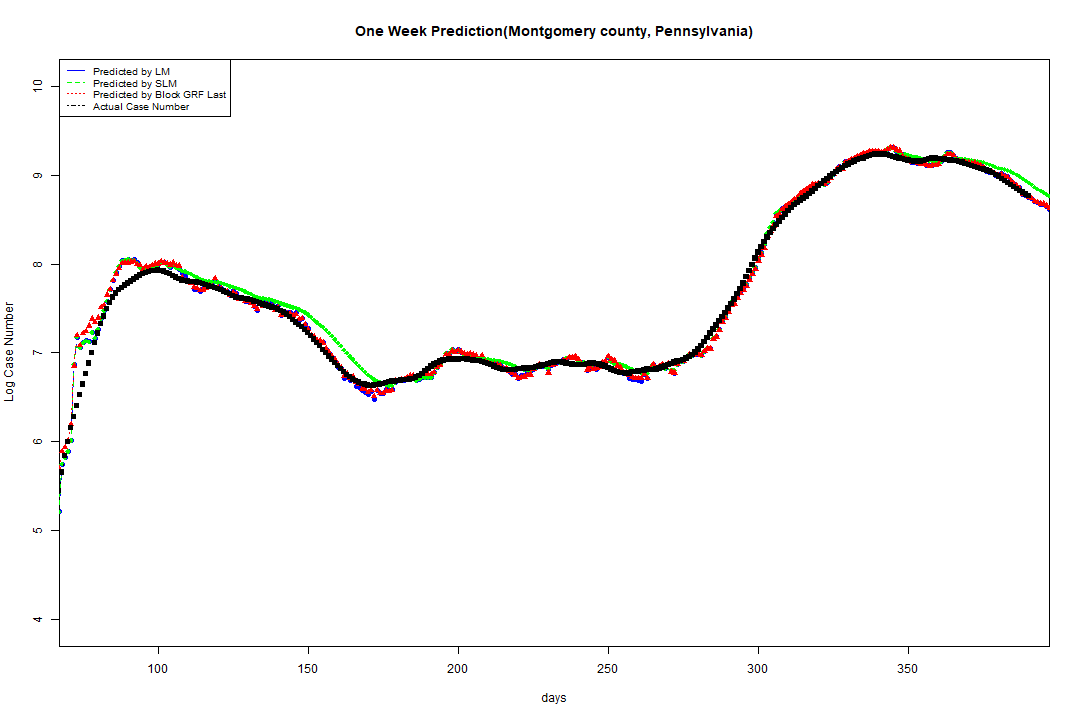 One Week Prediction(Montgomery county, Pennsylvania)
Predicted by LM
Predicted by SLM
Predicted by Block GRF Last
Actual Case Number
10
9
8
7
6
5
4
Log Case Number
100 150 200 250 300 350
days